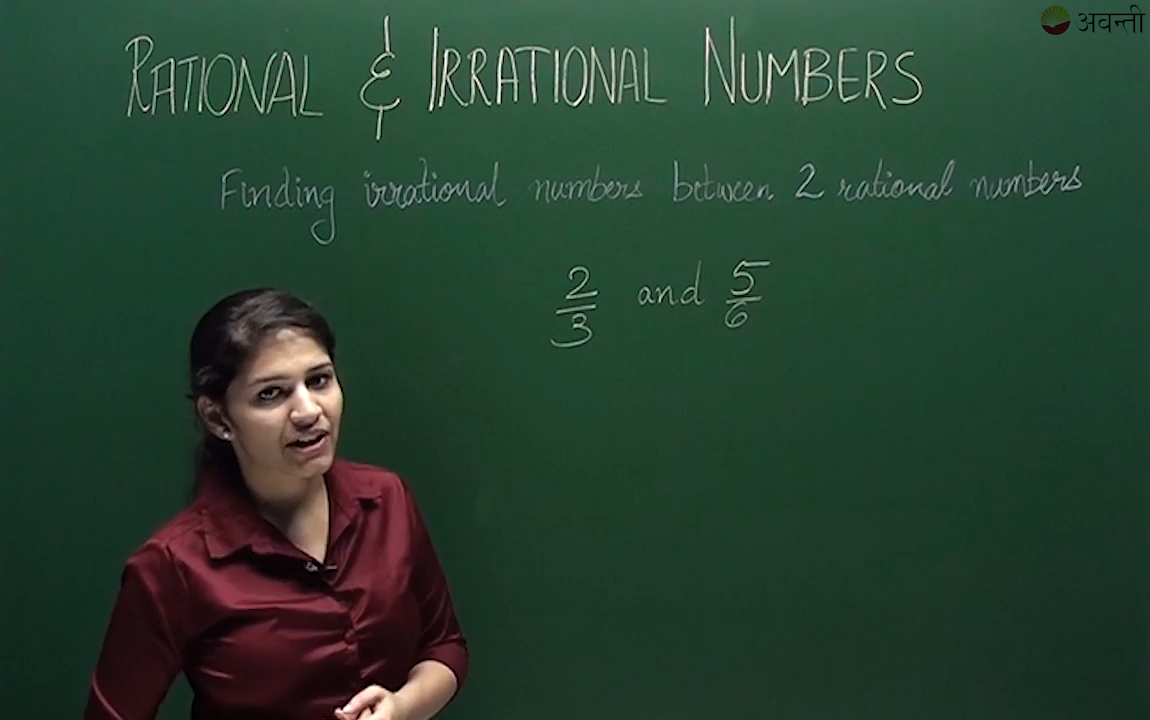 अवन्ती
RATIONAL & IRRATIONAL NUMBERS
Finding irrational numbers between 2 rational numbers
2/3 and 5/6